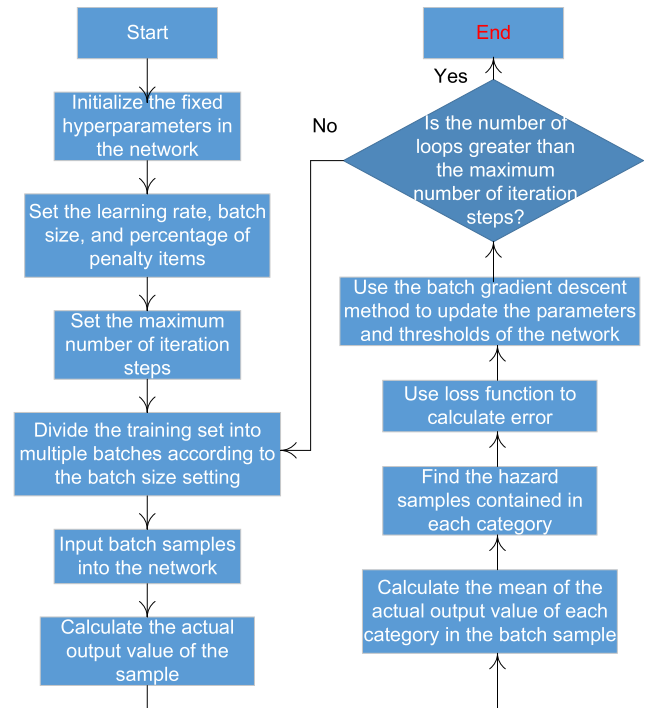 Start
Initialize the fixed
hyperparameters in
the network
Set the learning rate, batch
size, and percentage of
penalty items
Set the maximum
number of iteration
steps
Divide the training set into
multiple batches according to
the batch size setting
Input batch samples
into the network
Calculate the actual
output value of the
sample
Calculate the mean of the
actual output value of each
category in the batch sample
Find the hazard
samples contained in
each category
Use loss function to
calculate error
Use the batch gradient descent
method to update the parameters
and thresholds of the network
Is the number of
loops greater than
the maximum
number of iteration
steps?
No
Yes
End